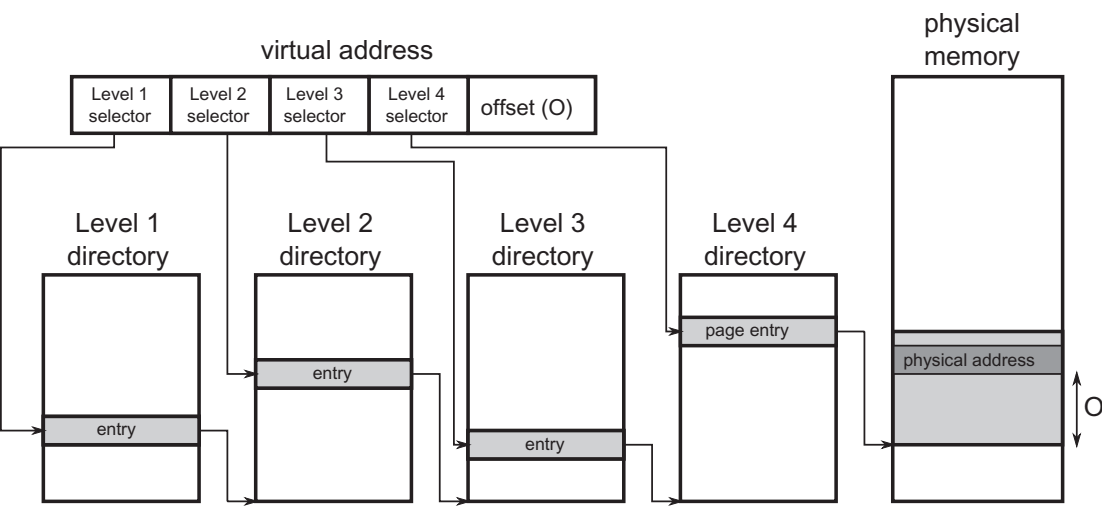 physical
memory
virtual address
Level 1
selector
Level 2
selector
Level 3
selector
Level 4
selector
offset (O)
Level 1
directory
Level 2
directory
Level 3
directory
Level 4
directory
entry
entry
entry
page entry
physical address
O